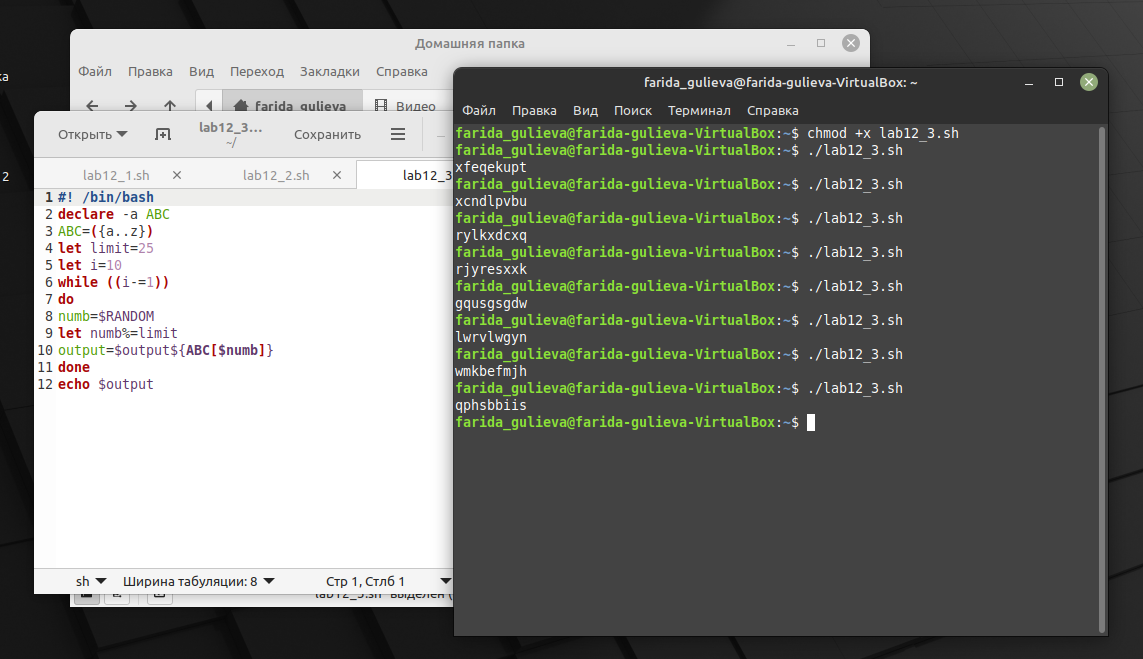 ка
2
Домашняя папка
Файл Правка Вид Переход Закладки Справка
farida_gulieva Видео
Открыть lab12_3... Сохранить
~/
lab12_1.sh lab12_2.sh lab12_3
1 #! /bin/bash
2 declare -a ABC
3 ABC=({a..z})
4 let limit=25
5 let i=10
6 while ((i-=1))
7 do
8 numb=$RANDOM
9 let numb%=limit
10 output=$output${ABC[$numb]}
11 done
12 echo $output
sh Ширина табуляции: 8 Стр 1, Стлб 1
lab12_3.sh" выделен
farida_gulieva@farida-gulieva-VirtualBox: ~
Файл Правка Вид Поиск Терминал Справка
farida_gulieva@farida-gulieva-VirtualBox:~$ chmod +x lab12_3.sh
farida_gulieva@farida-gulieva-VirtualBox:~$ ./lab12_3.sh
xfeqekupt
farida_gulieva@farida-gulieva-VirtualBox:~$ ./lab12_3.sh
xcndlpvbu
farida_gulieva@farida-gulieva-VirtualBox:~$ ./lab12_3.sh
rylkxdcxq
farida_gulieva@farida-gulieva-VirtualBox:~$ ./lab12_3.sh
rjyresxxk
farida_gulieva@farida-gulieva-VirtualBox:~$ ./lab12_3.sh
gqusgsgdw
farida_gulieva@farida-gulieva-VirtualBox:~$ ./lab12_3.sh
lwrvlwgyn
farida_gulieva@farida-gulieva-VirtualBox:~$ ./lab12_3.sh
wmkbefmjh
farida_gulieva@farida-gulieva-VirtualBox:~$ ./lab12_3.sh
qphsbbiis
farida_gulieva@farida-gulieva-VirtualBox:~$